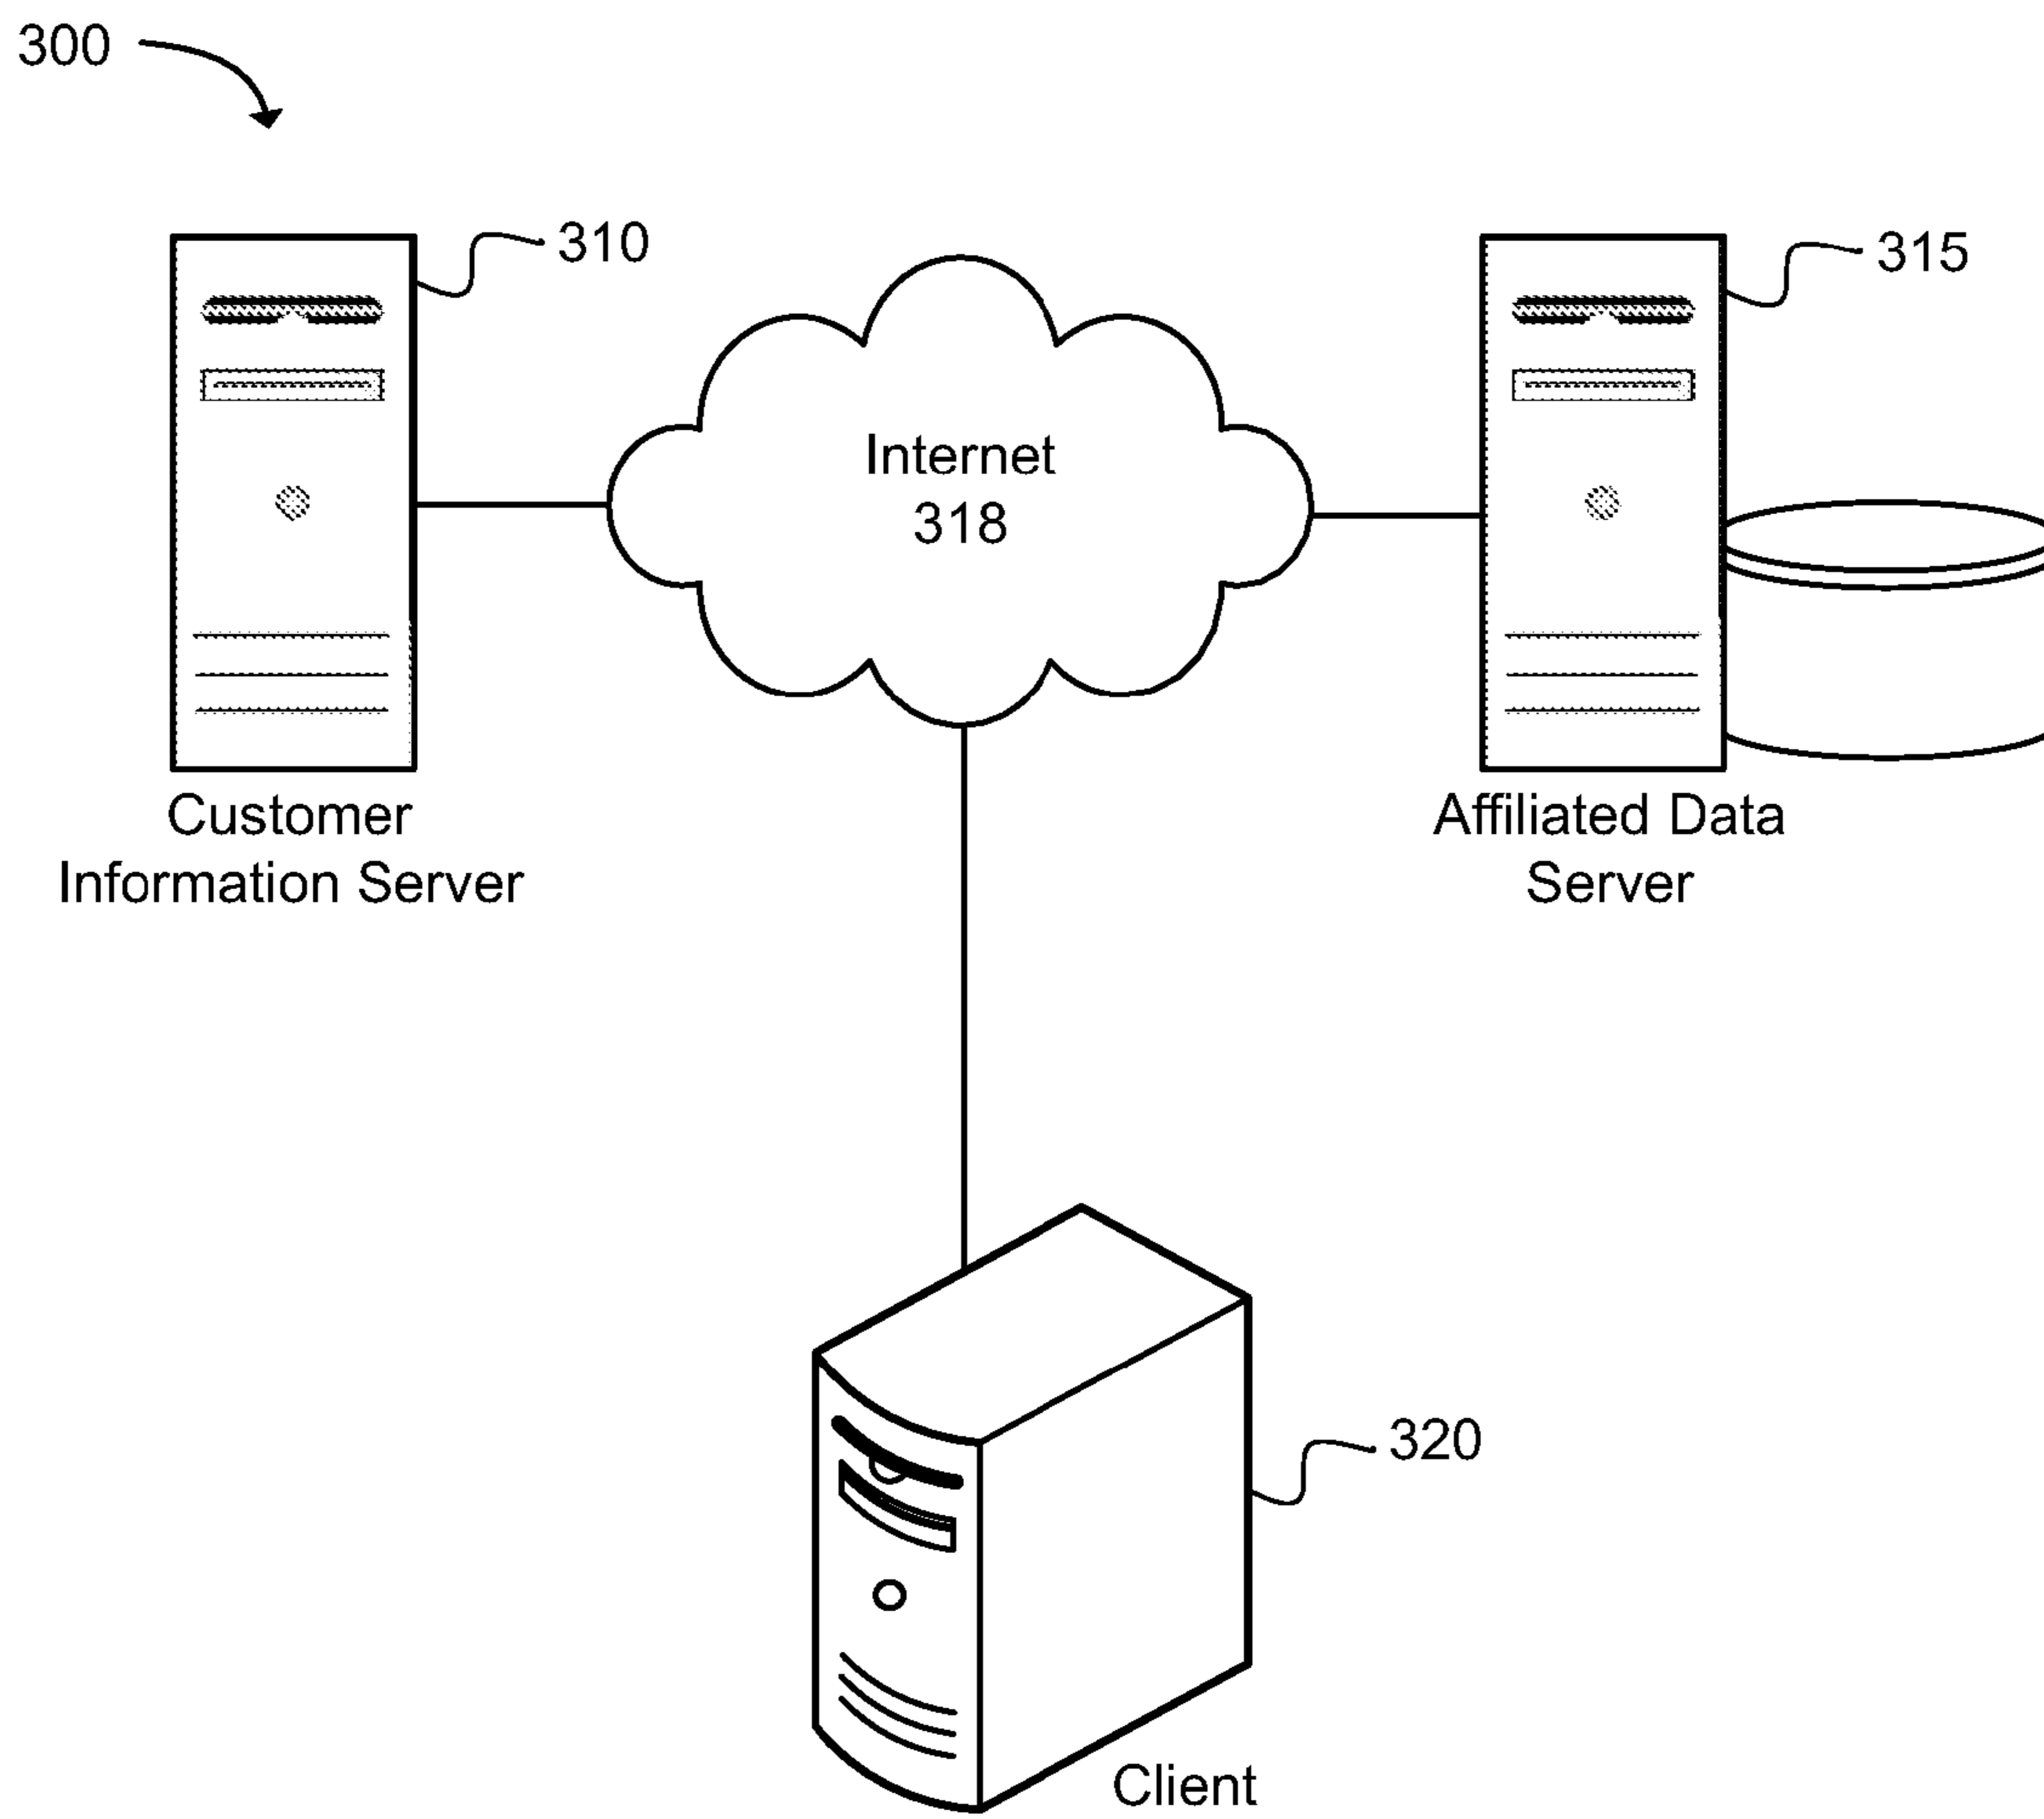 300
310
315
Internet
318
Customer
Information Server
Affiliated Data
Server
320
Client